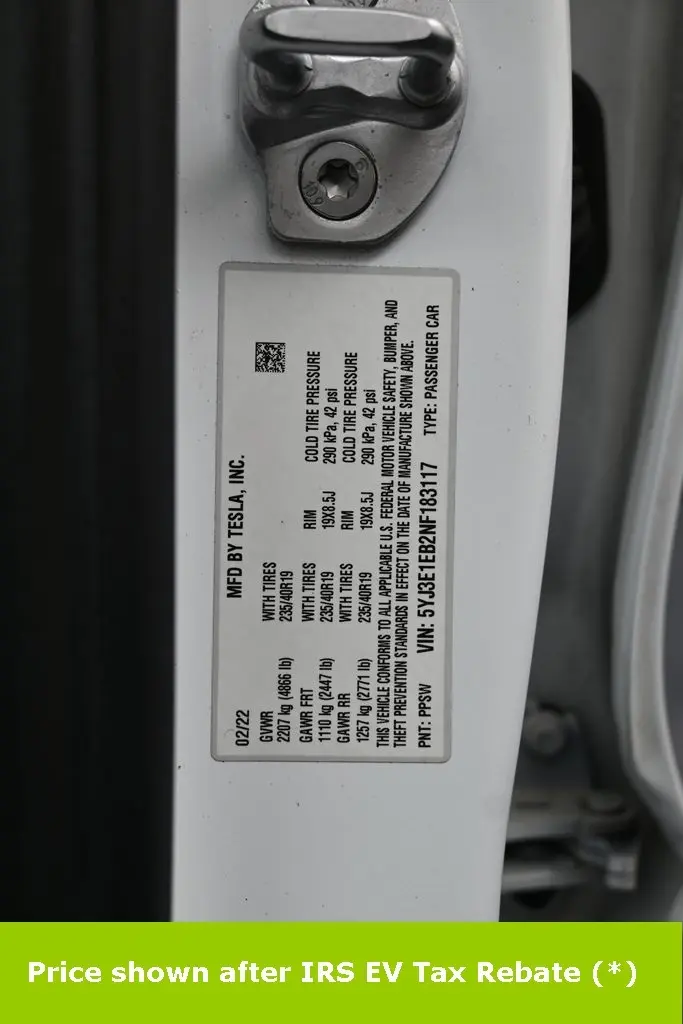 10.9
MFD BY TESLA, INC.
02/22
GVWR WITH TIRES
2207 kg (4866 lb) 235/40R19
GAWR FRT WITH TIRES RIM COLD TIRE PRESSURE
1110 kg (2447 lb) 235/40R19 19X8.5J 290 kPa, 42 psi
GAWR RR WITH TIRES RIM COLD TIRE PRESSURE
1257 kg (2771 lb) 235/40R19 19X8.5J 290 kPa, 42 psi
THIS VEHICLE CONFORMS TO ALL APPLICABLE U.S. FEDERAL MOTOR VEHICLE SAFETY, BUMPER, AND
THEFT PREVENTION STANDARDS IN EFFECT ON THE DATE OF MANUFACTURE SHOWN ABOVE.
PNT: PPSW VIN: 5YJ3E1EB2NF183117 TYPE: PASSENGER CAR
Price shown after IRS EV Tax Rebate (*)